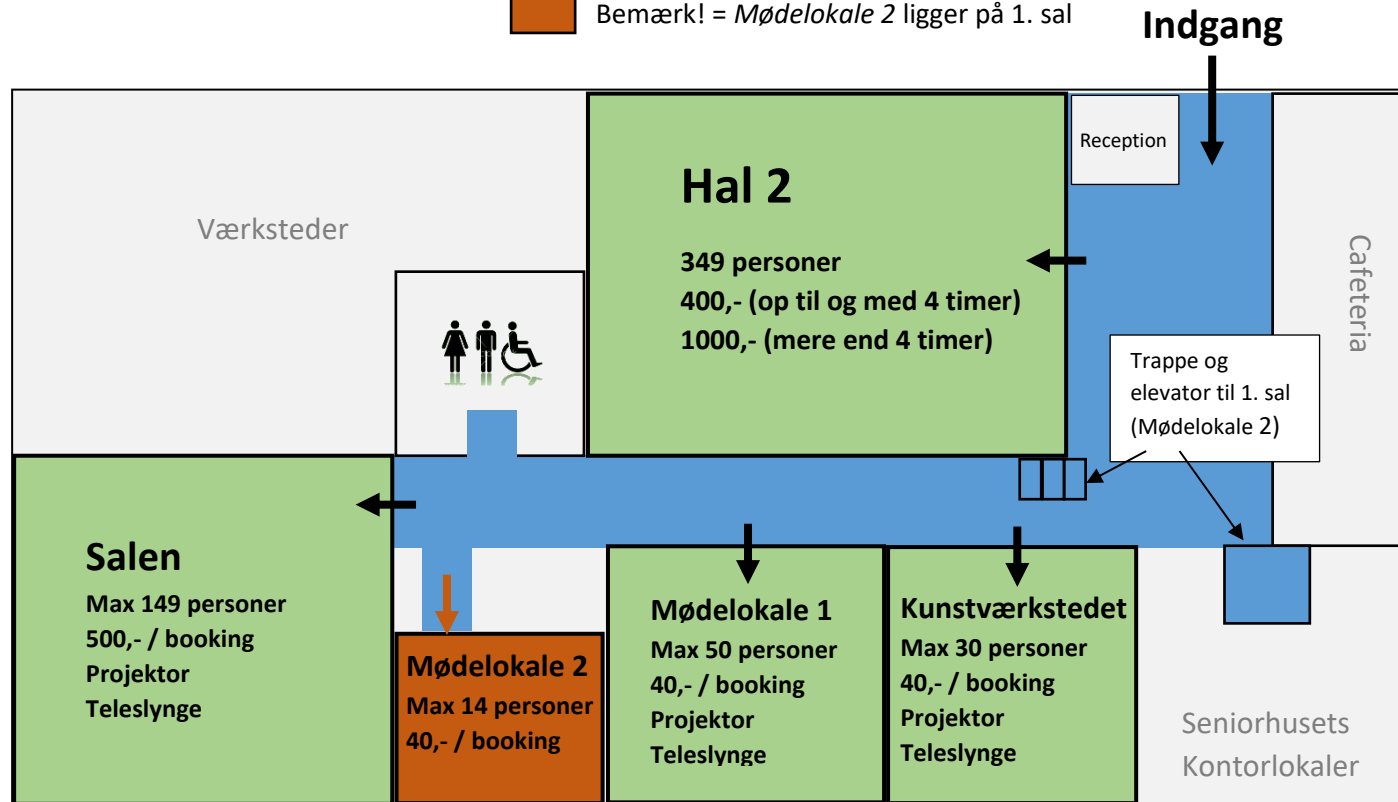 Bemærk! = Mødelokale 2 ligger på 1. sal
Indgang
Reception
Hal 2
349 personer
400,- (op til og med 4 timer)
1000,- (mere end 4 timer)
Værksteder
Cafeteria
Trappe og
elevator til 1. sal
(Mødelokale 2)
Salen
Max 149 personer
500,- / booking
Projektor
Teleslynge
Mødelokale 2
Max 14 personer
40,- / booking
Mødelokale 1
Max 50 personer
40,- / booking
Projektor
Teleslynge
Kunstværkstedet
Max 30 personer
40,- / booking
Projektor
Teleslynge
Seniorhusets
Kontorlokaler